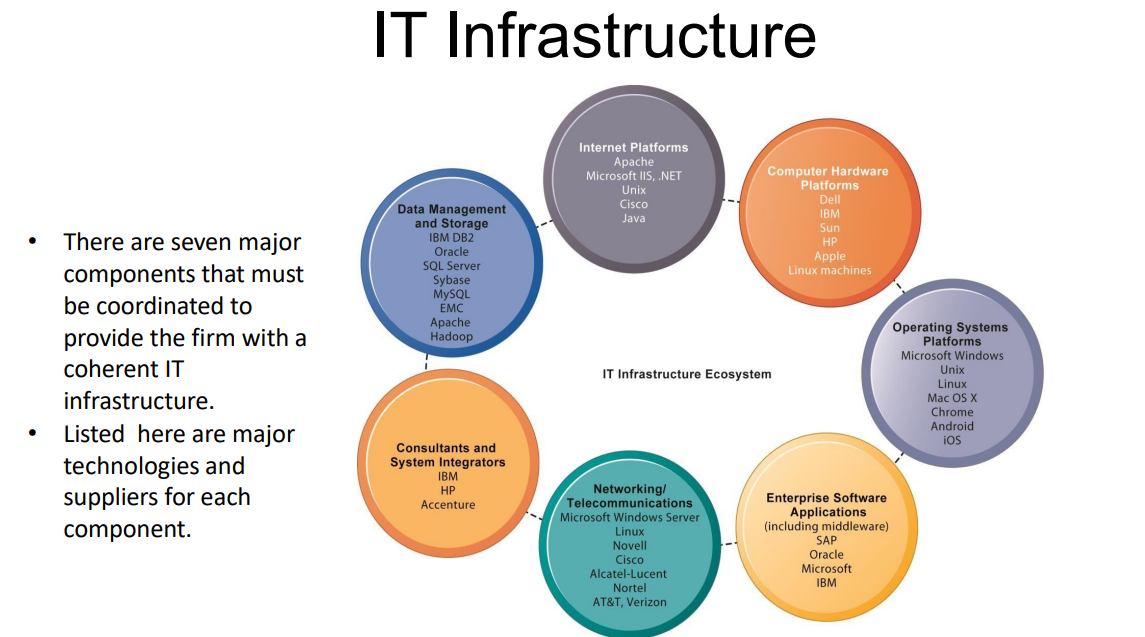 IT Infrastructure
• There are seven major
components that must
be coordinated to
provide the firm with a
coherent IT
infrastructure.
• Listed  here are major
technologies and
suppliers for each
component.
Internet Platforms
Apache
Microsoft IIS, .NET
Unix
Cisco
Java
Computer Hardware
Platforms
Dell
IBM
Sun
HP
Apple
Linux machines
Operating Systems
Platforms
Microsoft Windows
Unix
Linux
Mac OS X
Chrome
Android
iOS
Enterprise Software
Applications
(including middleware)
SAP
Oracle
Microsoft
IBM
Networking/
Telecommunications
Microsoft Windows Server
Linux
Novell
Cisco
Alcatel-Lucent
Nortel
AT&T, Verizon
Consultants and
System Integrators
IBM
HP
Accenture
Data Management
and Storage
IBM DB2
Oracle
SQL Server
Sybase
MySQL
EMC
Apache
Hadoop
IT Infrastructure Ecosystem